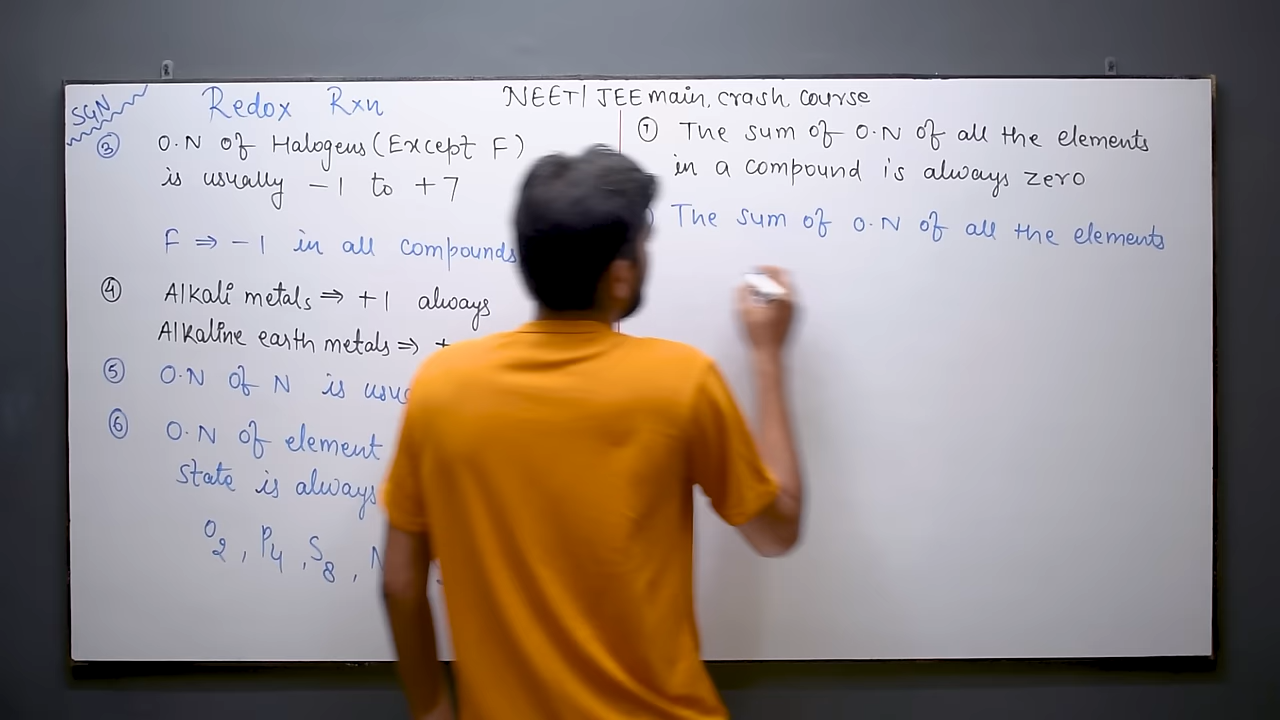 SGN
Redox Rxn
NEET/ JEE main, crash course
③ O.N of Halogens (Except F)
is usually -1 to +7
F ⇒ -1 in all compounds
④ Alkali metals ⇒ +1 always
Alkaline earth metals ⇒ +
⑤ O.N of N is
⑥ O.N of element
state is always
O2, P4, S8, N
⑦ The sum of O.N of all the elements
in a compound is always zero
The sum of O.N of all the elements